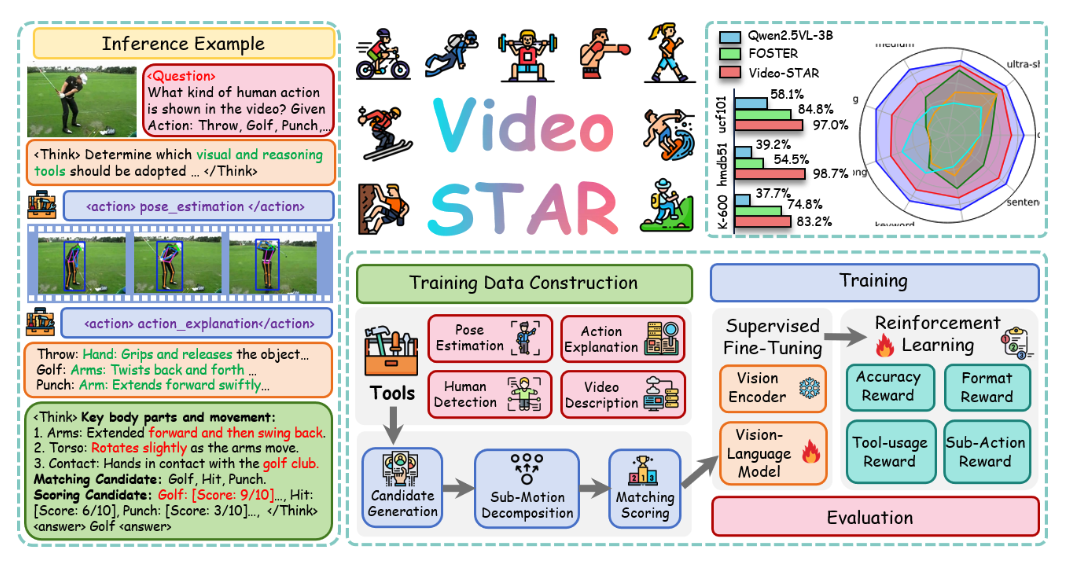 Inference Example
<Question>
What kind of human action
is shown in the video? Given
Action: Throw, Golf, Punch,...
<Think> Determine which visual and reasoning
tools should be adopted ... </Think>
<action> pose_estimation </action>
<action> action_explanation</action>
Throw: Hand: Grips and releases the object...
Golf: Arms: Twists back and forth ...
Punch: Arm: Extends forward swiftly...
<Think> Key body parts and movement:
1. Arms: Extended forward and then swing back.
2. Torso: Rotates slightly as the arms move.
3. Contact: Hands in contact with the golf club.
Matching Candidate: Golf, Hit, Punch.
Scoring Candidate: Golf: [Score: 9/10]..., Hit:
[Score: 6/10], Punch: [Score: 3/10]..., </Think>
<answer> Golf <answer>
Video
STAR
Qwen2.5VL-3B
FOSTER
Video-STAR
ucf101
58.1%
84.8%
97.0%
hmdb51
39.2%
54.5%
98.7%
K-600
37.7%
74.8%
83.2%
medium
Training Data Construction
Tools
Pose
Estimation
Action
Explanation
Human
Detection
Video
Description
Candidate
Generation
Sub-Motion
Decomposition
Matching
Scoring
Training
Supervised
Fine-Tuning
Vision
Encoder
Vision-
Language
Model
Reinforcement
Learning
1
2
3
Accuracy
Reward
Format
Reward
Tool-usage
Reward
Sub-Action
Reward
Evaluation